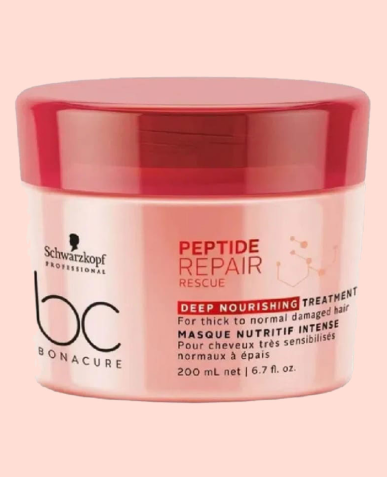 Schwarzkopf
PROFESSIONAL
bc
BONACURE
PEPTIDE
REPAIR
RESCUE
DEEP NOURISHING TREATMENT
For thick to normal damaged hair
MASQUE NUTRITIF INTENSE
Pour cheveux très sensibilisés
normaux à épais
200 mL net | 6.7 fl. oz.